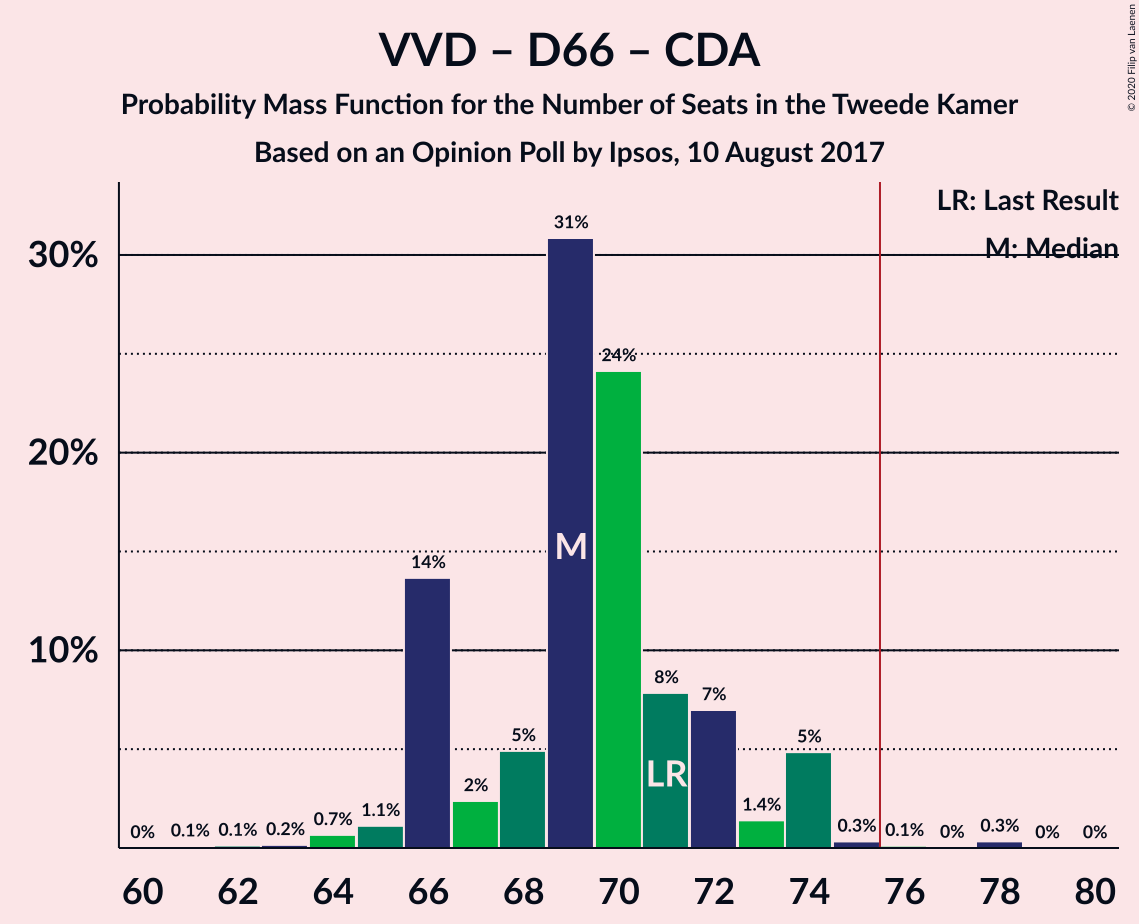 VVD – D66 – CDA
Probability Mass Function for the Number of Seats in the Tweede Kamer
Based on an Opinion Poll by Ipsos, 10 August 2017
© 2020 Filip van Laenen
LR: Last Result
M: Median
30%
20%
10%
0%
0.1%
0.1%
0.2%
0.7%
1.1%
14%
2%
5%
31%
24%
8%
7%
1.4%
5%
0.3%
0.1%
0%
0.3%
0%
0%
M
LR
60 62 64 66 68 70 72 74 76 78 80